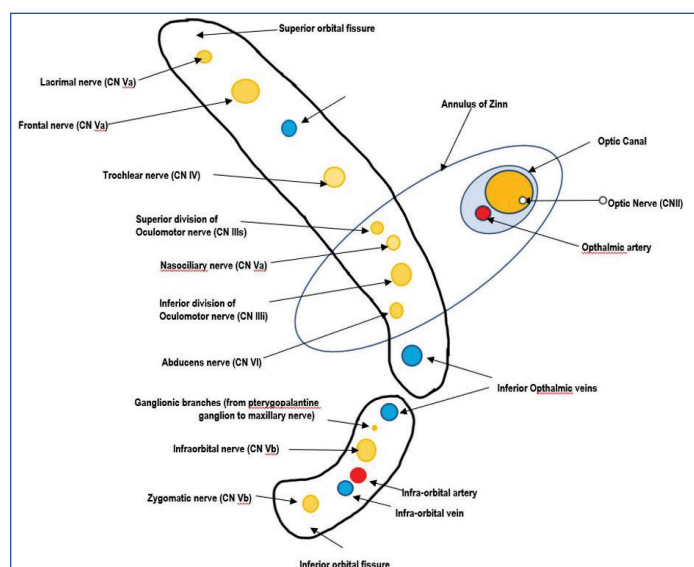 Superior orbital fissure
Lacrimal nerve (CN Va)
Frontal nerve (CN Va)
Annulus of Zinn
Optic Canal
Trochlear nerve (CN IV)
Optic Nerve (CNII)
Superior division of
Oculomotor nerve (CN IIIs)
Opthalmic artery
Nasociliary nerve (CN Va)
Inferior division of
Oculomotor nerve (CN IIIi)
Abducens nerve (CN VI)
Inferior Opthalmic veins
Ganglionic branches (from pterygopalantine
ganglion to maxillary nerve)
Infraorbital nerve (CN Vb)
Zygomatic nerve (CN Vb)
Infra-orbital artery
Infra-orbital vein
Inferior orbital fissure